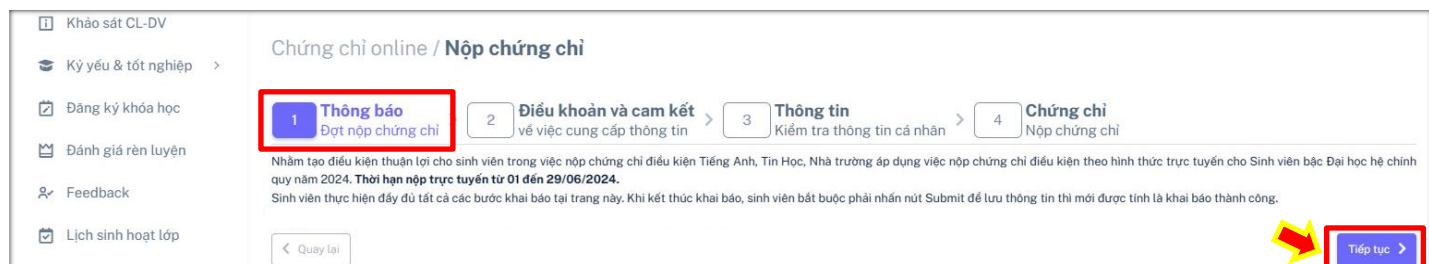 Khảo sát CL-DV
Kỷ yếu & tốt nghiệp
Đăng ký khóa học
Đánh giá rèn luyện
Feedback
Lịch sinh hoạt lớp
Chứng chỉ online / Nộp chứng chỉ
1 Thông báo
Đợt nộp chứng chỉ
2 Điều khoản và cam kết
về việc cung cấp thông tin
3 Thông tin
Kiểm tra thông tin cá nhân
4 Chứng chỉ
Nộp chứng chỉ
Nhằm tạo điều kiện thuận lợi cho sinh viên trong việc nộp chứng chỉ điều kiện Tiếng Anh, Tin Học, Nhà trường áp dụng việc nộp chứng chỉ điều kiện theo hình thức trực tuyến cho Sinh viên bậc Đại học hệ chính
quy năm 2024. Thời hạn nộp trực tuyến từ 01 đến 29/06/2024.
Sinh viên thực hiện đầy đủ tất cả các bước khai báo tại trang này. Khi kết thúc khai báo, sinh viên bắt buộc phải nhấn nút Submit để lưu thông tin thì mới được tính là khai báo thành công.
Quay lại
Tiếp tục